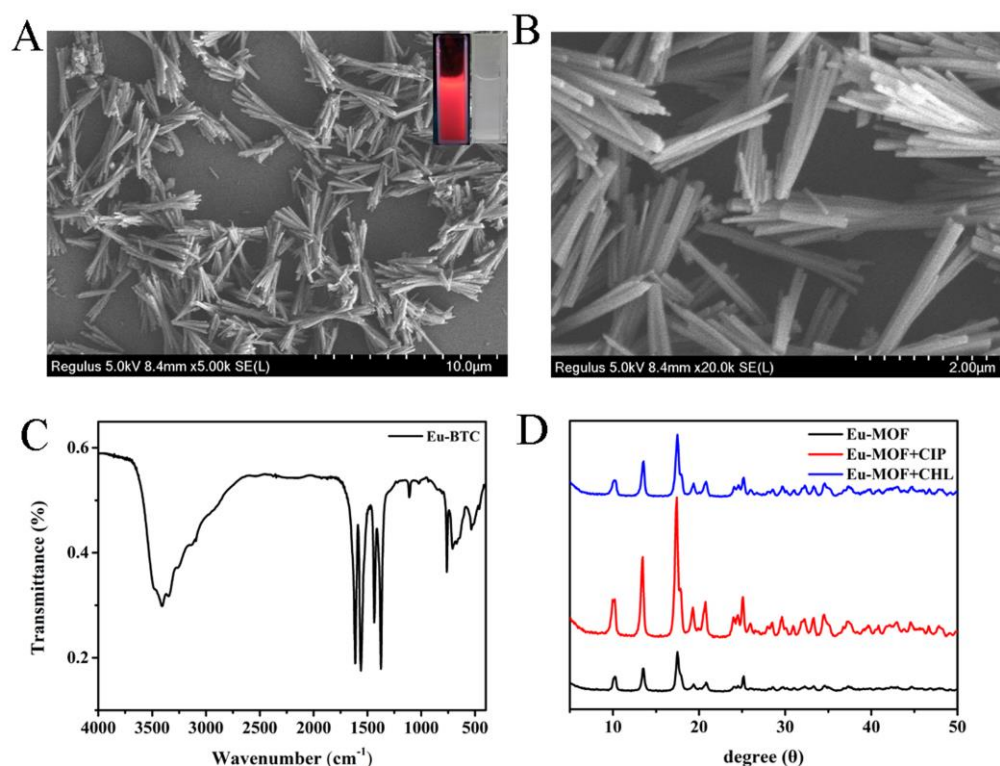 A
B
Regulus 5.0kV 8.4mm x5.00k SE(L) 10.0µm
Regulus 5.0kV 8.4mm x20.0k SE(L) 2.00µm
C
Eu-BTC
0.6
0.4
0.2
Transmittance (%)
4000 3500 3000 2500 2000 1500 1000 500
Wavenumber (cm⁻¹)
D
Eu-MOF
Eu-MOF+CIP
Eu-MOF+CHL
10 20 30 40 50
degree (θ)